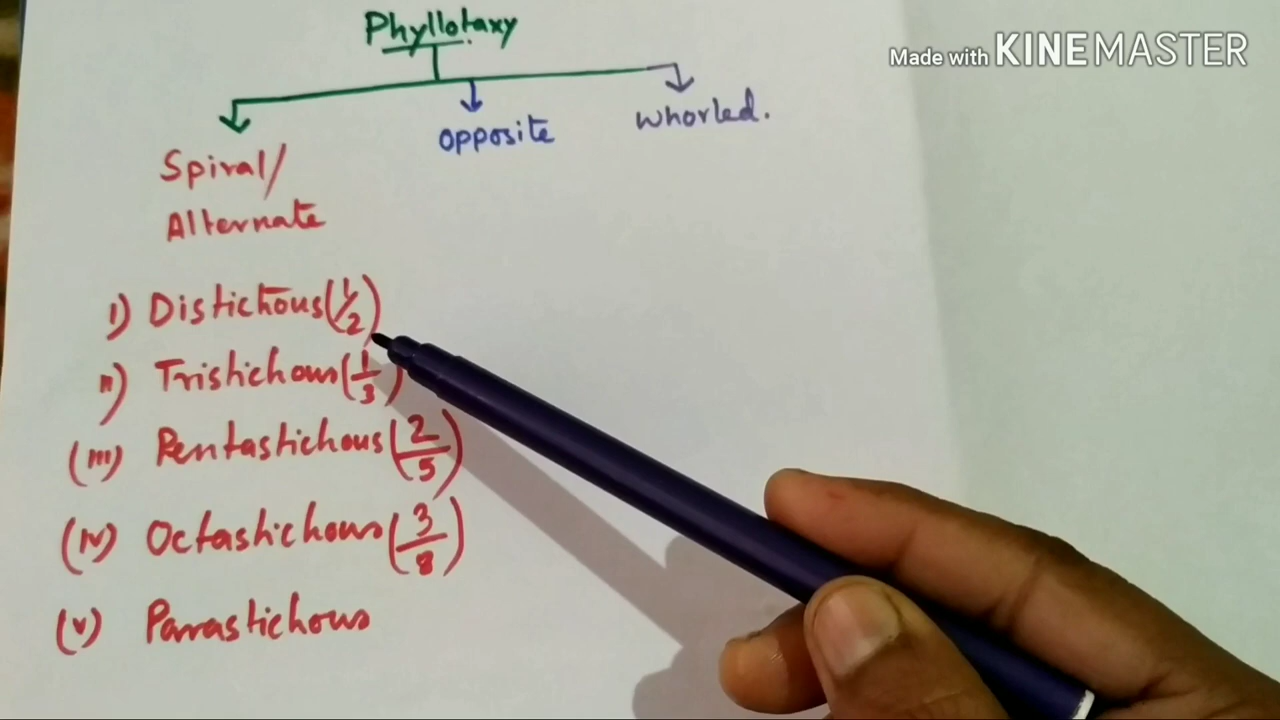 Phyllotaxy
Made with KINEMASTER
Spiral/
Alternate
opposite
Whorled.
I) Distichous(1/2)
II) Tristichous(1/3)
(III) Pentastichous(2/5)
(IV) Octastichous(3/8)
(V) Parrastichous